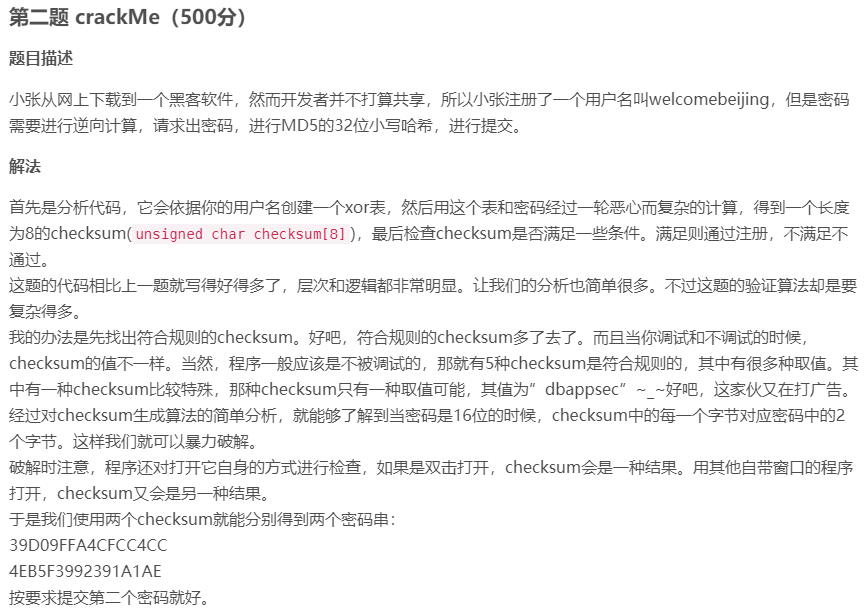 第二题 crackMe（500分）
题目描述
小张从网上下载到一个黑客软件，然而开发者并不打算共享，所以小张注册了一个用户名叫welcomebeijing，但是密码
需要进行逆向计算，请求出密码，进行MD5的32位小写哈希，进行提交。
解法
首先是分析代码，它会依据你的用户名创建一个xor表，然后用这个表和密码经过一轮恶心而复杂的计算，得到一个长度
为8的checksum(unsigned char checksum[8])，最后检查checksum是否满足一些条件。满足则通过注册，不满足不
通过。
这题的代码相比上一题就写得好得多了，层次和逻辑都非常明显。让我们的分析也简单很多。不过这题的验证算法却是要
复杂得多。
我的办法是先找出符合规则的checksum。好吧，符合规则的checksum多了去了。而且当你调试和不调试的时候，
checksum的值不一样。当然，程序一般应该是不被调试的，那就有5种checksum是符合规则的，其中有很多种取值。其
中有一种checksum比较特殊，那种checksum只有一种取值可能，其值为”dbappsec”~_~好吧，这家伙又在打广告。
经过对checksum生成算法的简单分析，就能够了解到当密码是16位的时候，checksum中的每一个字节对应密码中的2
个字节。这样我们就可以暴力破解。
破解时注意，程序还对打开它自身的方式进行检查，如果是双击打开，checksum会是一种结果。用其他自带窗口的程序
打开，checksum又会是另一种结果。
于是我们使用两个checksum就能分别得到两个密码串：
39D09FFA4CFCC4CC
4EB5F3992391A1AE
按要求提交第二个密码就好。